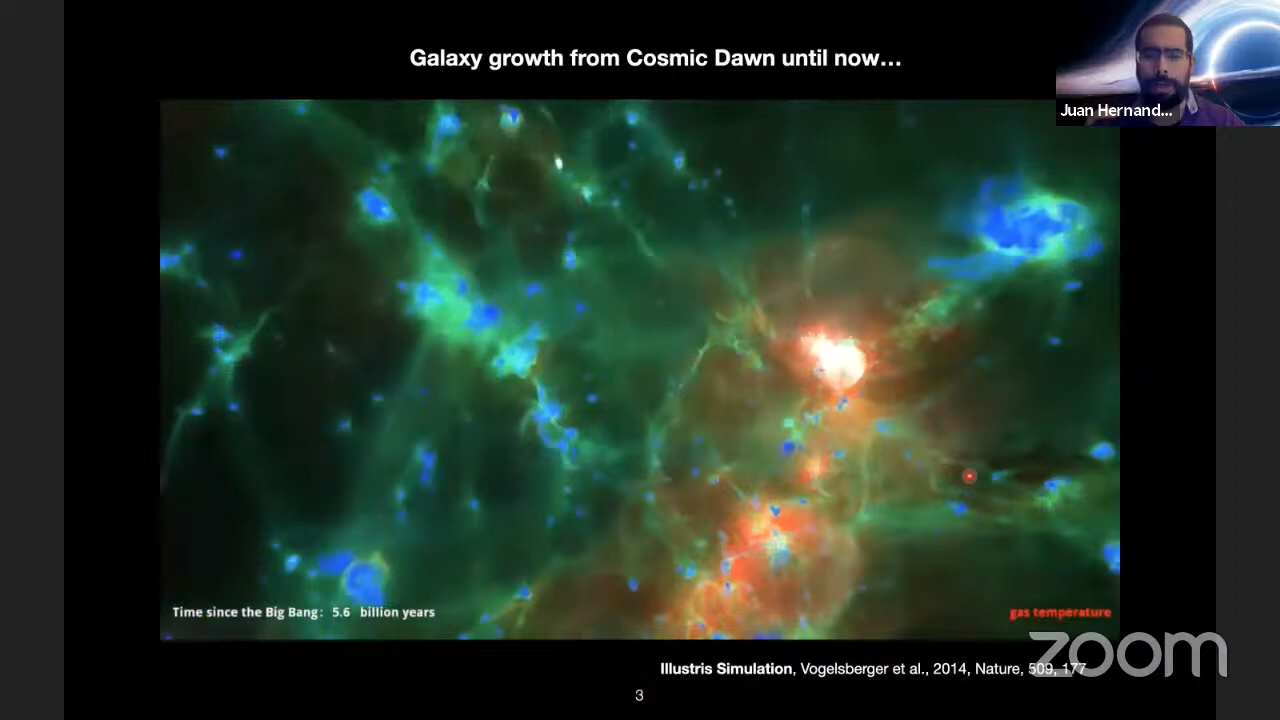 Galaxy growth from Cosmic Dawn until now...
Juan Hernand...
Time since the Big Bang: 5.6 billion years
gas temperature
zoom
Illustris Simulation, Vogelsberger et al., 2014, Nature, 509, 177
3